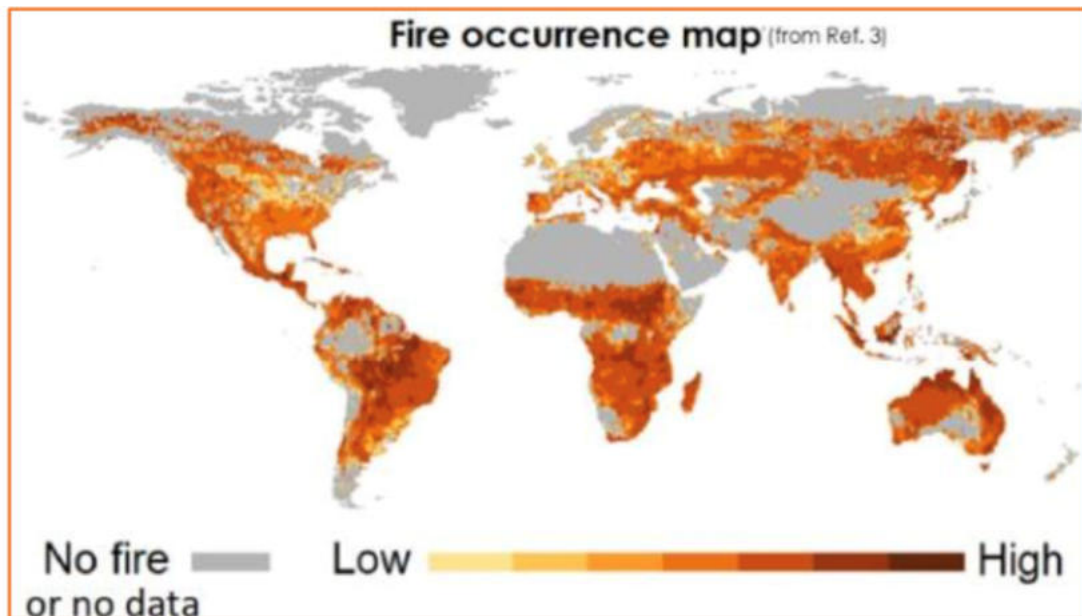 Fire occurrence map (from Ref. 3)
No fire
or no data
Low
High